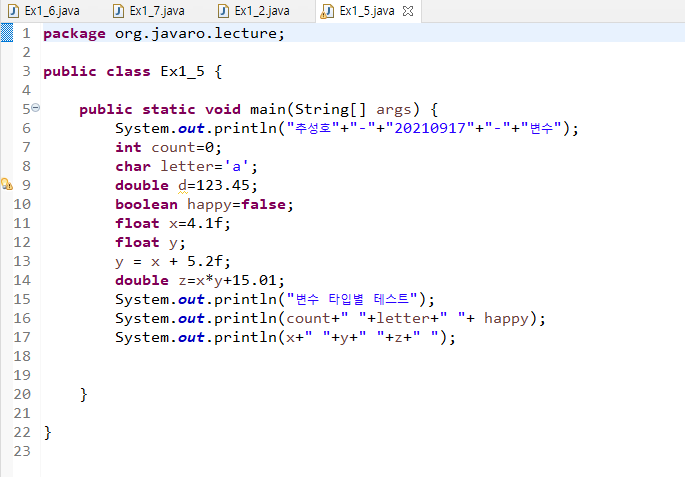 Ex1_6.java Ex1_7.java Ex1_2.java Ex1_5.java
1 package org.javaro.lecture;
2
3 public class Ex1_5 {
4
5 public static void main(String[] args) {
6 System.out.println("추성호"+"-"+"20210917"+"-"+"변수");
7 int count=0;
8 char letter='a';
9 double d=123.45;
10 boolean happy=false;
11 float x=4.1f;
12 float y;
13 y = x + 5.2f;
14 double z=x*y+15.01;
15 System.out.println("변수 타입별 테스트");
16 System.out.println(count+" "+letter+" "+ happy);
17 System.out.println(x+" "+y+" "+z+" ");
18
19
20 }
21
22 }
23